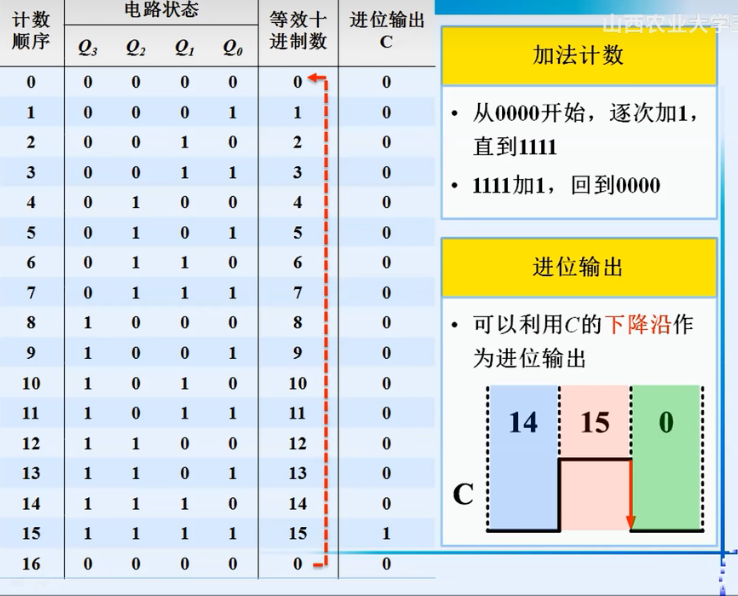 计数顺序 电路状态 等效十进制数 进位输出C
Q3 Q2 Q1 Q0
0 0 0 0 0 0 0
1 0 0 0 1 1 0
2 0 0 1 0 2 0
3 0 0 1 1 3 0
4 0 1 0 0 4 0
5 0 1 0 1 5 0
6 0 1 1 0 6 0
7 0 1 1 1 7 0
8 1 0 0 0 8 0
9 1 0 0 1 9 0
10 1 0 1 0 10 0
11 1 0 1 1 11 0
12 1 1 0 0 12 0
13 1 1 0 1 13 0
14 1 1 1 0 14 0
15 1 1 1 1 15 1
16 0 0 0 0 0 0
山西农业大学
加法计数
• 从0000开始，逐次加1，
直到1111
• 1111加1，回到0000
进位输出
• 可以利用C的下降沿作
为进位输出
14 15 0
C